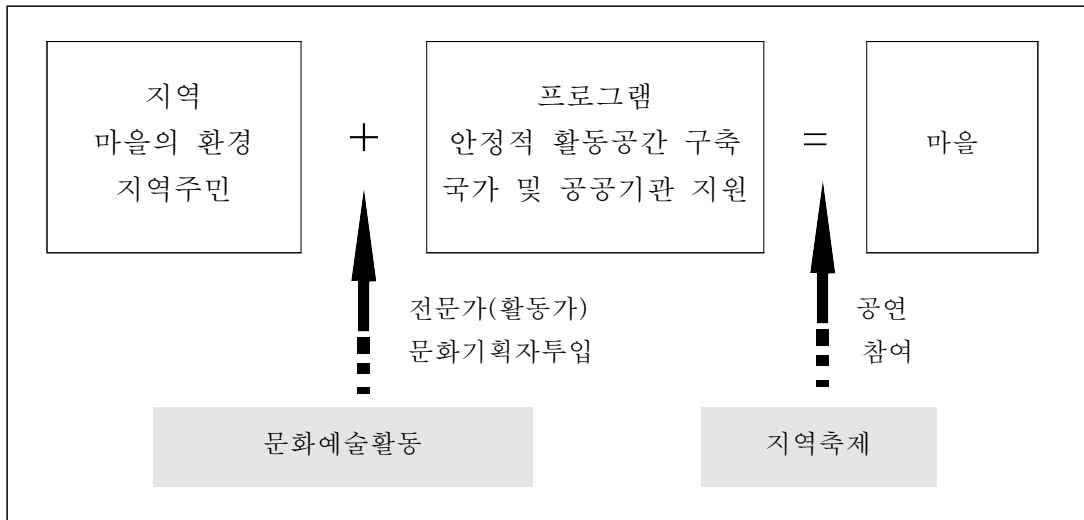 지역
마을의 환경
지역주민
+
프로그램
안정적 활동공간 구축
국가 및 공공기관 지원
=
마을
전문가(활동가)
문화기획자투입
공연
참여
문화예술활동
지역축제